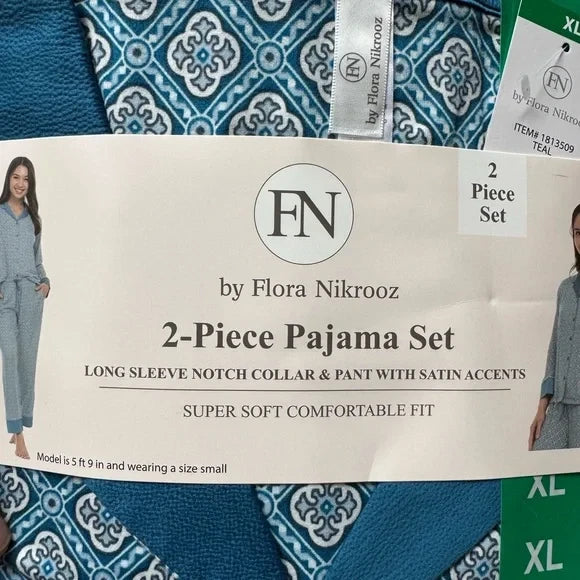 XL
FN
by Flora Nikrooz
FN
by Flora Nikroo
ITEM# 1813509
TEAL
2
Piece
Set
FN
by Flora Nikrooz
2-Piece Pajama Set
LONG SLEEVE NOTCH COLLAR & PANT WITH SATIN ACCENTS
SUPER SOFT COMFORTABLE FIT
Model is 5 ft 9 in and wearing a size small
XL
XL
XL